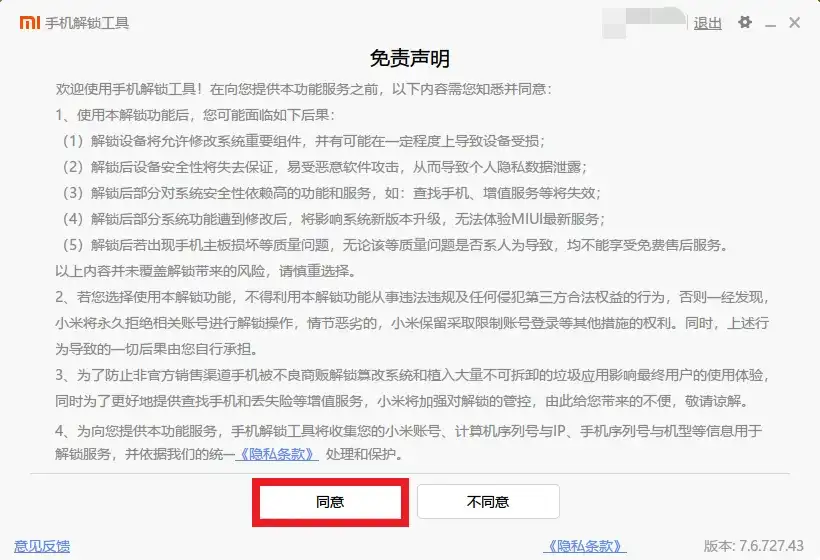 mi 手机解锁工具
退出
免责声明
欢迎使用手机解锁工具！在向您提供本功能服务之前，以下内容需您知悉并同意：
1、使用本解锁功能后，您可能面临如下后果：
（1）解锁设备将允许修改系统重要组件，并有可能在一定程度上导致设备受损；
（2）解锁后设备安全性将失去保证，易受恶意软件攻击，从而导致个人隐私数据泄露；
（3）解锁后部分对系统安全性依赖高的功能和服务，如：查找手机、增值服务等将失效；
（4）解锁后部分系统功能遭到修改后，将影响系统新版本升级，无法体验MIUI最新服务；
（5）解锁后若出现手机主板损坏等质量问题，无论该等质量问题是否系人为导致，均不能享受免费售后服务。
以上内容并未覆盖解锁带来的风险，请慎重选择。
2、若您选择使用本解锁功能，不得利用本解锁功能从事违法违规及任何侵犯第三方合法权益的行为，否则一经发现，
小米将永久拒绝相关账号进行解锁操作，情节恶劣的，小米保留采取限制账号登录等其他措施的权利。同时，上述行
为导致的一切后果由您自行承担。
3、为了防止非官方销售渠道手机被不良商贩解锁篡改系统和植入大量不可拆卸的垃圾应用影响最终用户的使用体验，
同时为了更好地提供查找手机和丢失险等增值服务，小米将加强对解锁的管控，由此给您带来的不便，敬请谅解。
4、为向您提供本功能服务，手机解锁工具将收集您的小米账号、计算机序列号与IP、手机序列号与机型等信息用于
解锁服务，并依据我们的统一《隐私条款》 处理和保护。
同意
不同意
意见反馈
《隐私条款》
版本: 7.6.727.43